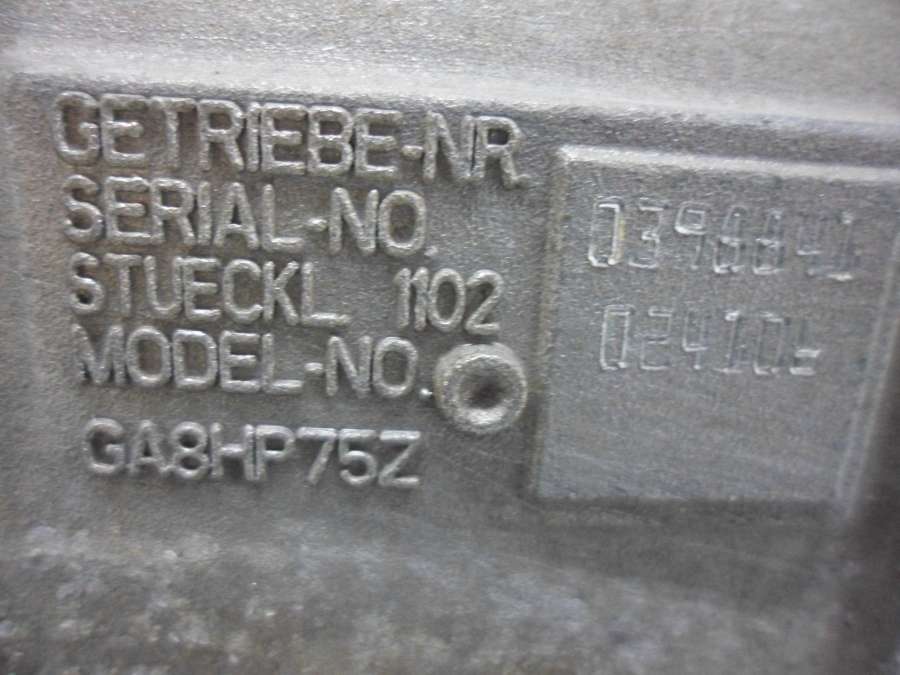 GETRIEBE-NR.
SERIAL-NO.
STUECKL. 1102
MODEL-NO.
GA8HP75Z